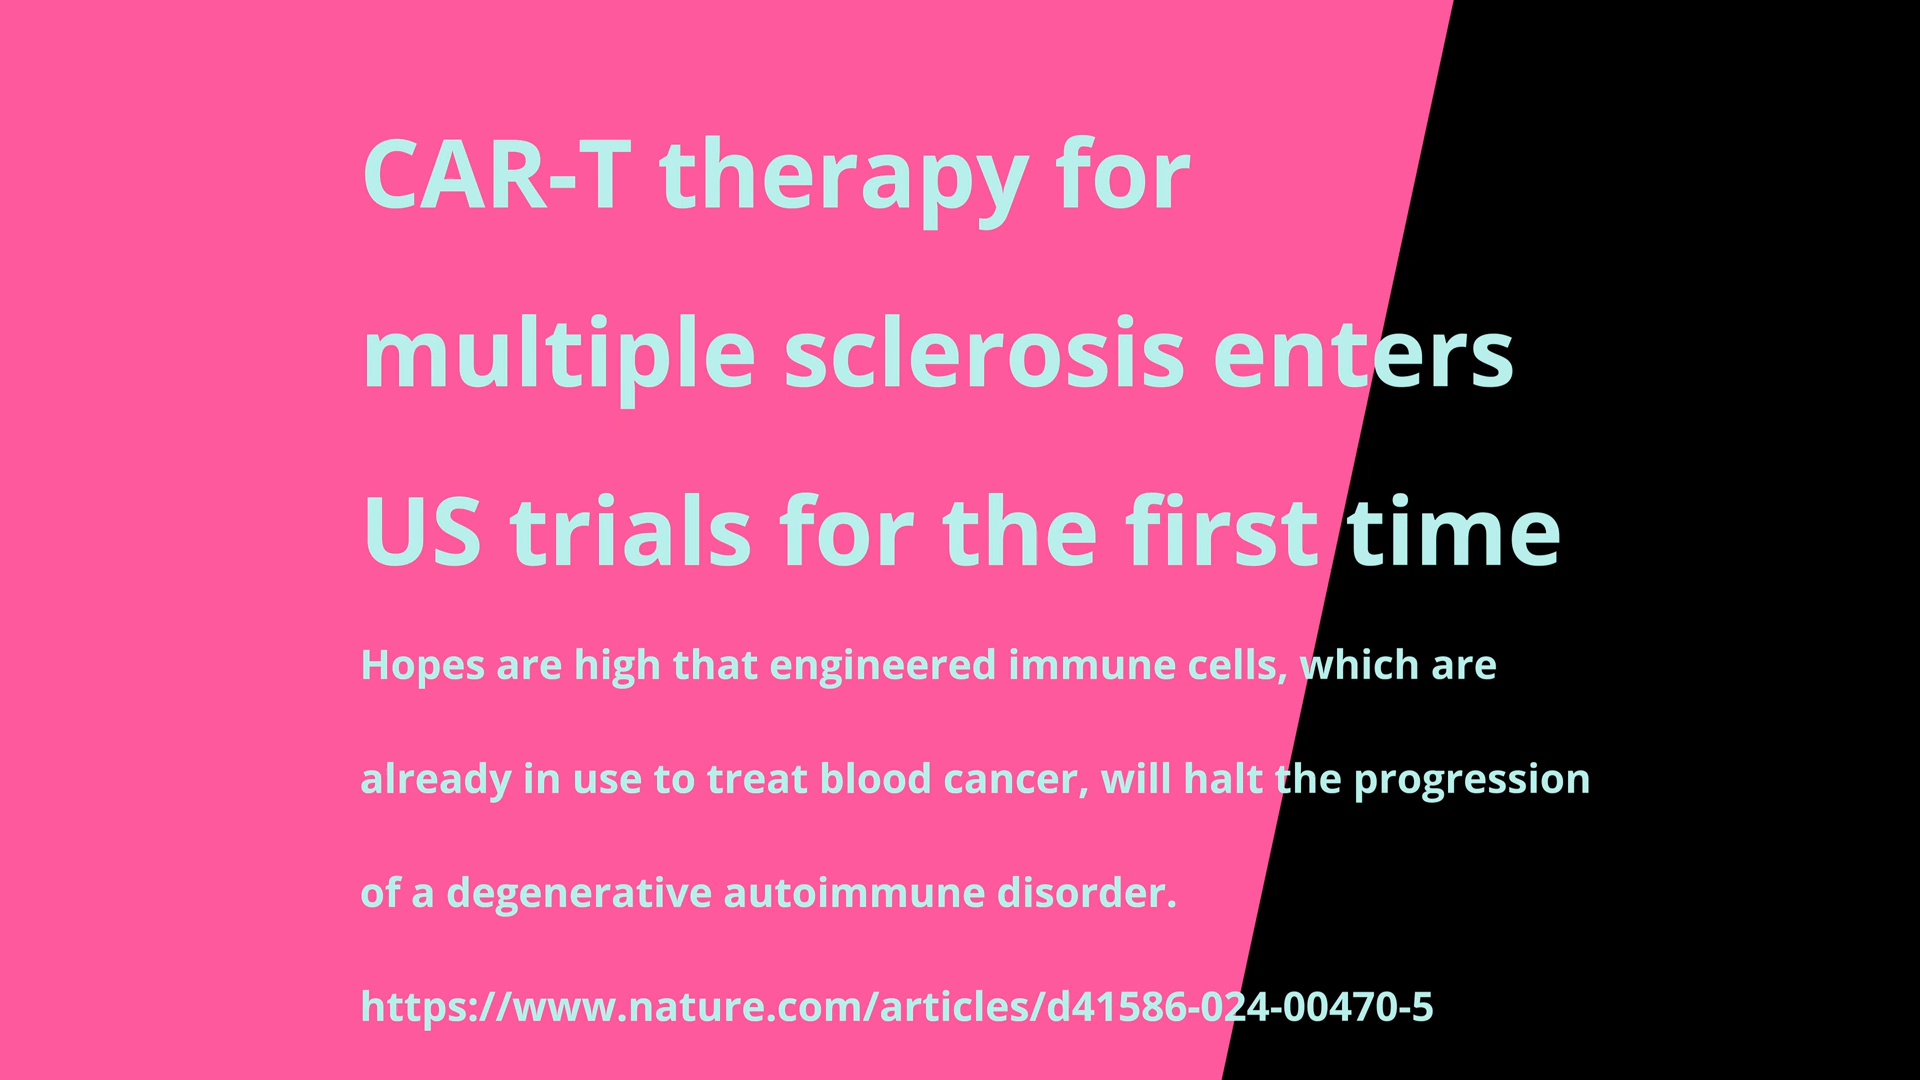 CAR-T therapy for
multiple sclerosis enters
US trials for the first time
Hopes are high that engineered immune cells, which are
already in use to treat blood cancer, will halt the progression
of a degenerative autoimmune disorder.
https://www.nature.com/articles/d41586-024-00470-5